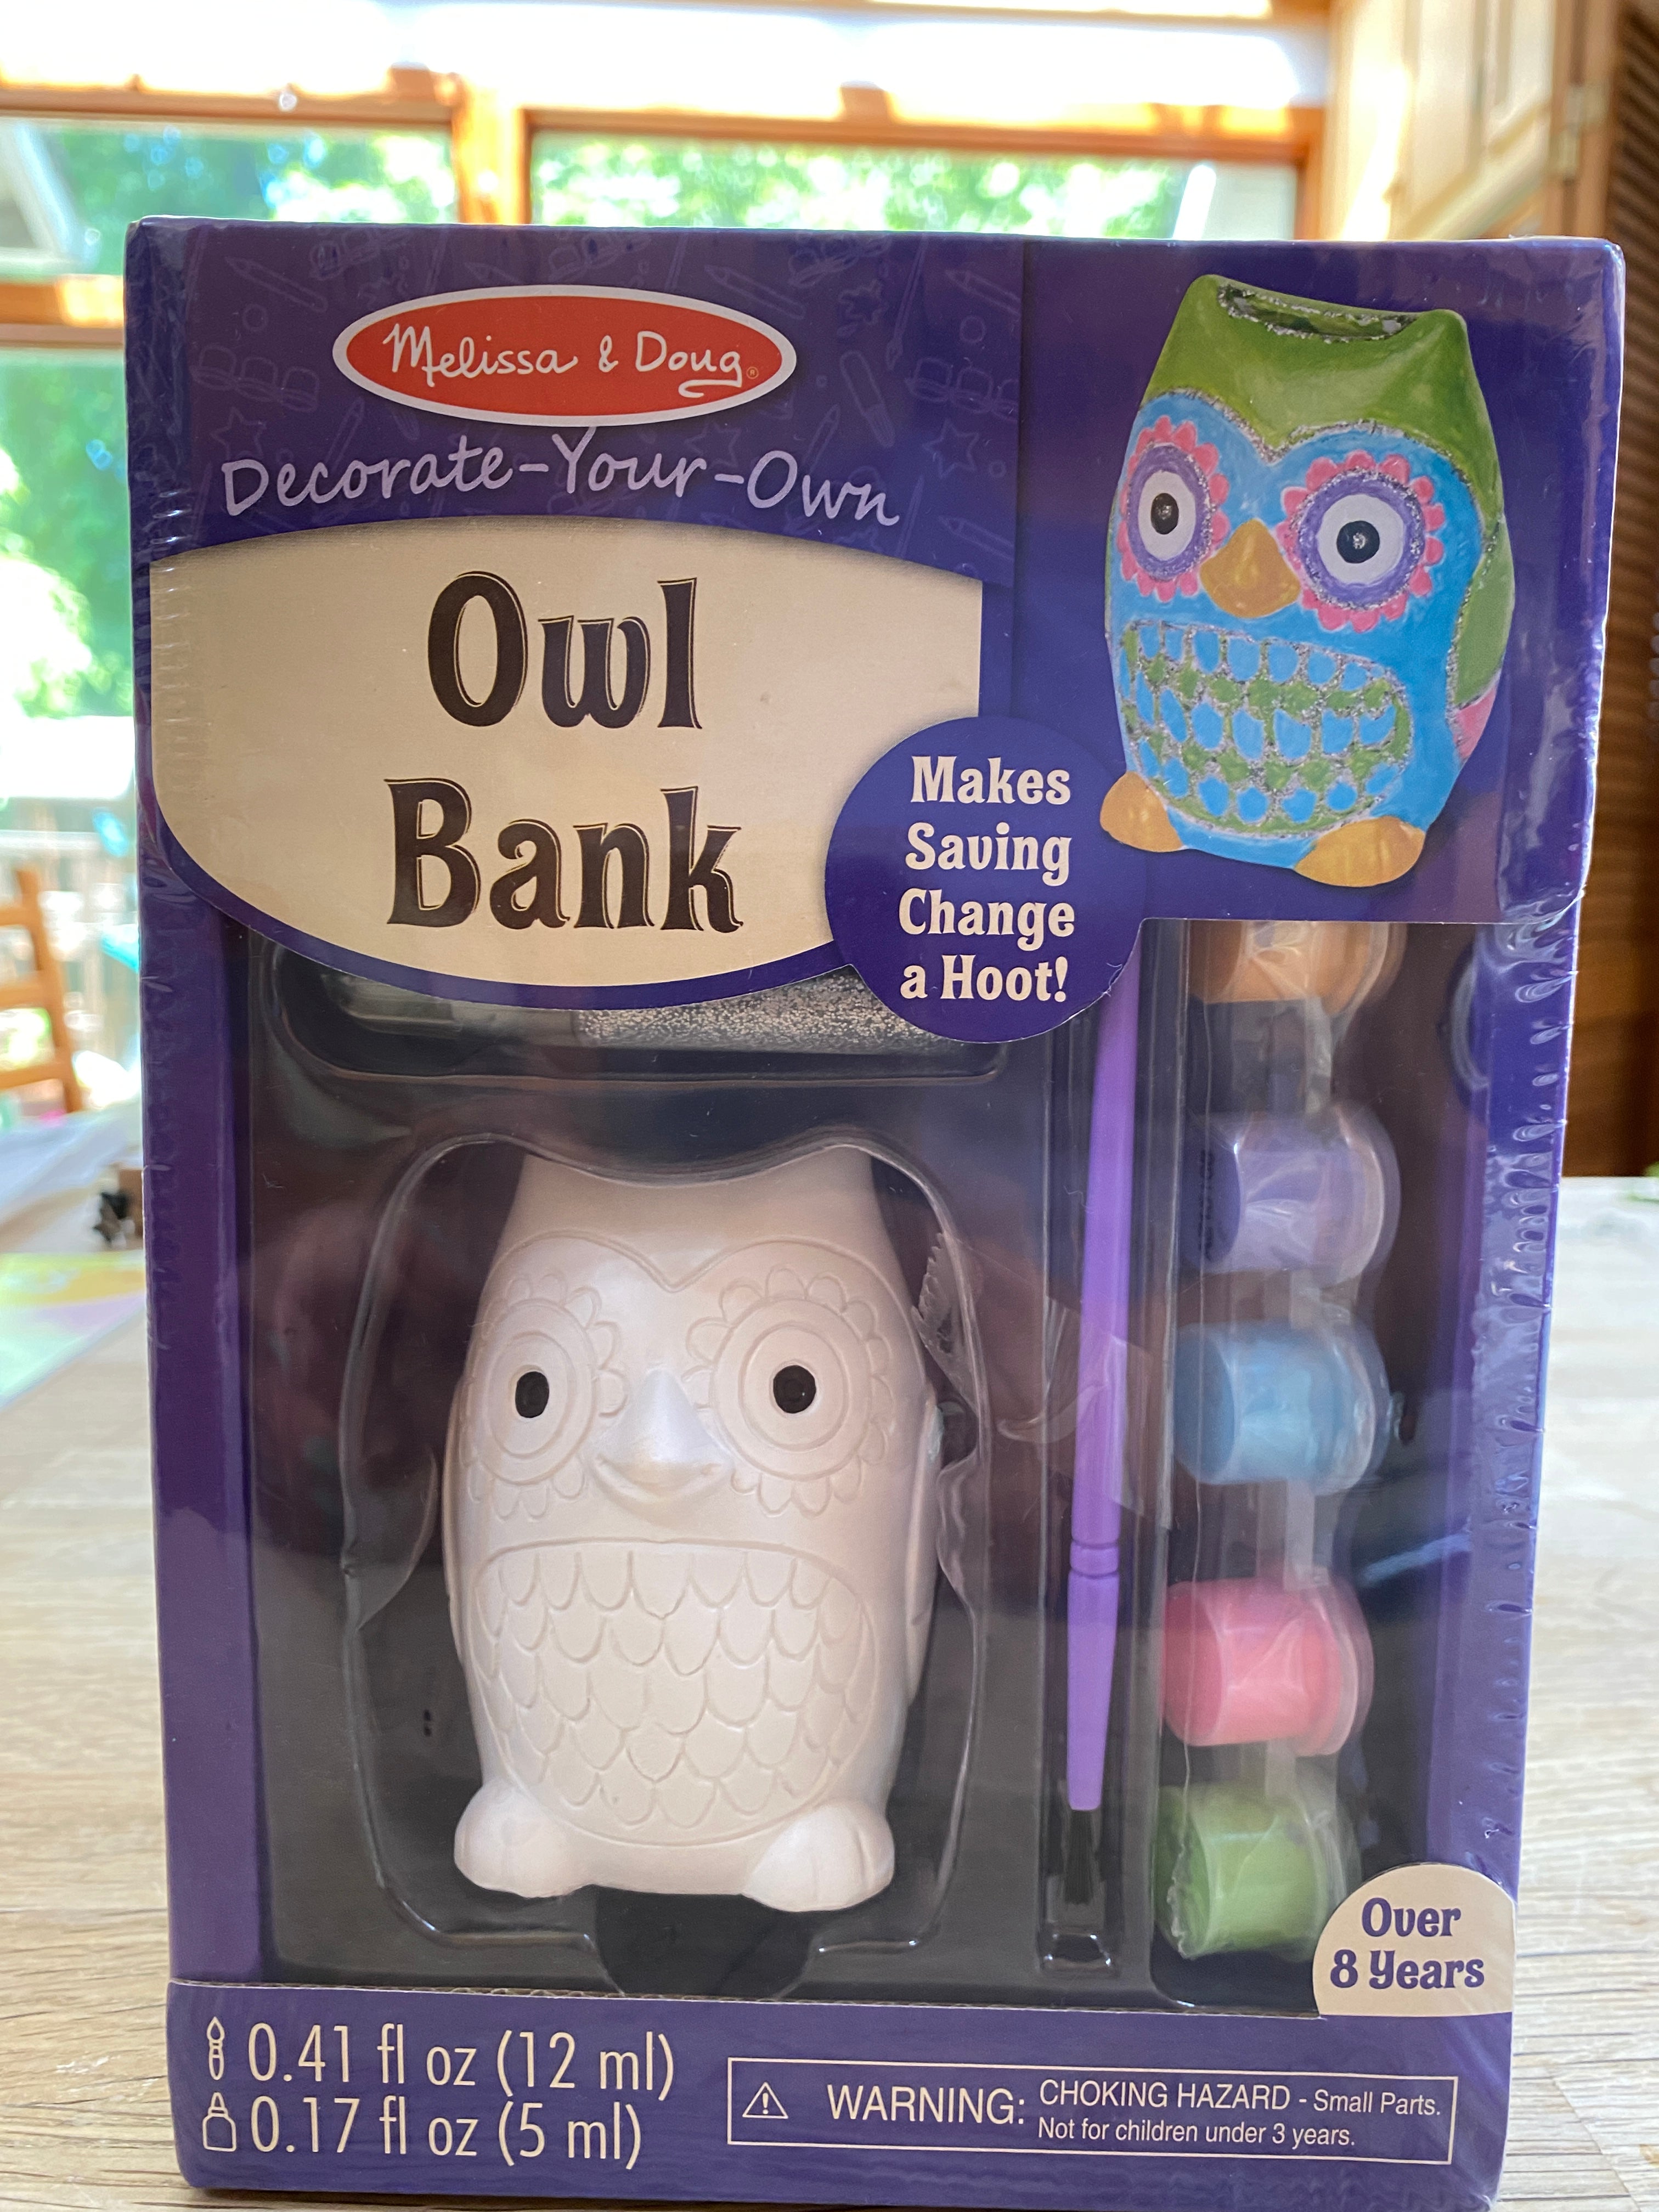 Melissa & Doug®
Decorate-Your-Own
Owl
Bank
Makes
Saving
Change
a Hoot!
Over
8 Years
0.41 fl oz (12 ml)
0.17 fl oz (5 ml)
WARNING: CHOKING HAZARD - Small Parts.
Not for children under 3 years.